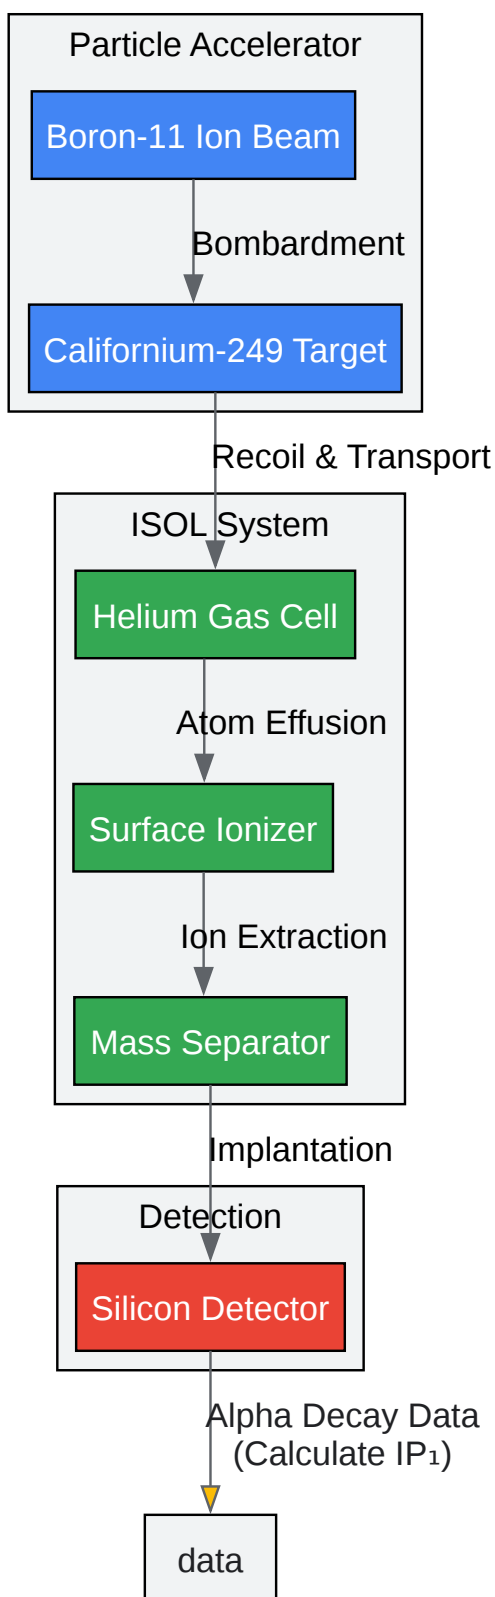 Particle Accelerator
Boron-11 Ion Beam
Bombardment
Californium-249 Target
Recoil & Transport
ISOL System
Helium Gas Cell
Atom Effusion
Surface Ionizer
Ion Extraction
Mass Separator
Implantation
Detection
Silicon Detector
Alpha Decay Data
(Calculate IP₁)
data